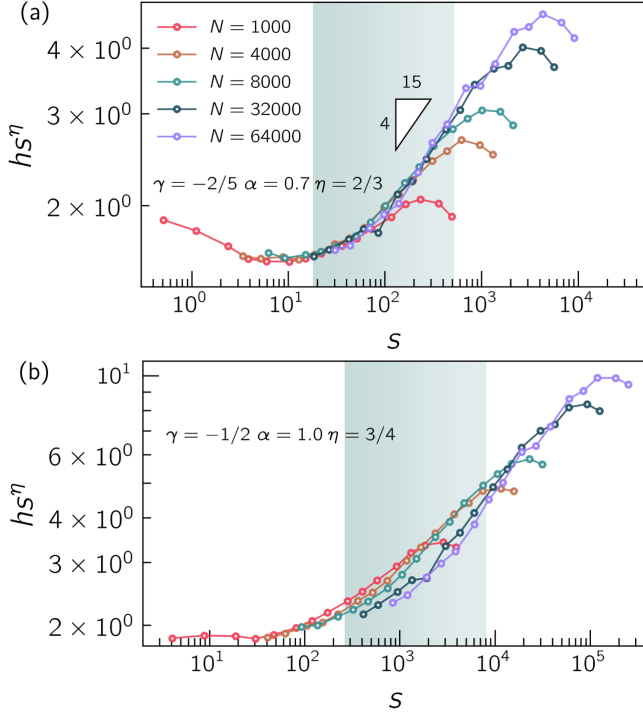 (a)
N = 1000
N = 4000
N = 8000
N = 32000
N = 64000
15
4
γ = −2/5 α = 0.7 η = 2/3
4 × 10⁰
3 × 10⁰
2 × 10⁰
hs^η
10⁰ 10¹ 10² 10³ 10⁴
s
(b)
10¹
γ = −1/2 α = 1.0 η = 3/4
6 × 10⁰
4 × 10⁰
3 × 10⁰
2 × 10⁰
hs^η
10¹ 10² 10³ 10⁴ 10⁵
s